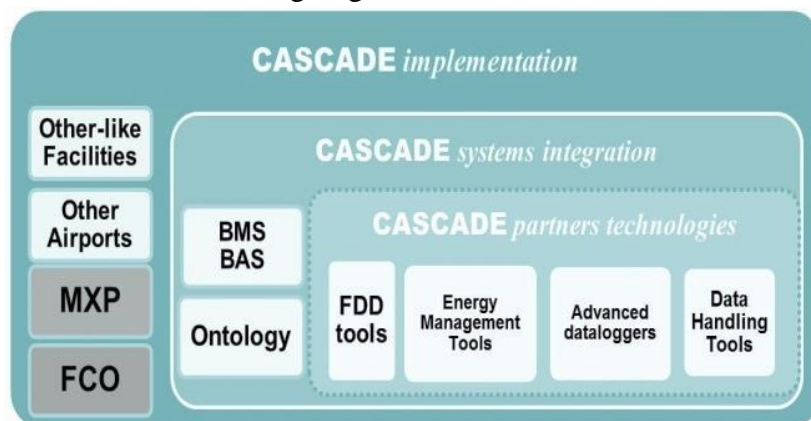 CASCADE implementation
Other-like
Facilities
Other
Airports
MXP
FCO
CASCADE systems integration
BMS
BAS
Ontology
CASCADE partners technologies
FDD
tools
Energy
Management
Tools
Advanced
dataloggers
Data
Handling
Tools